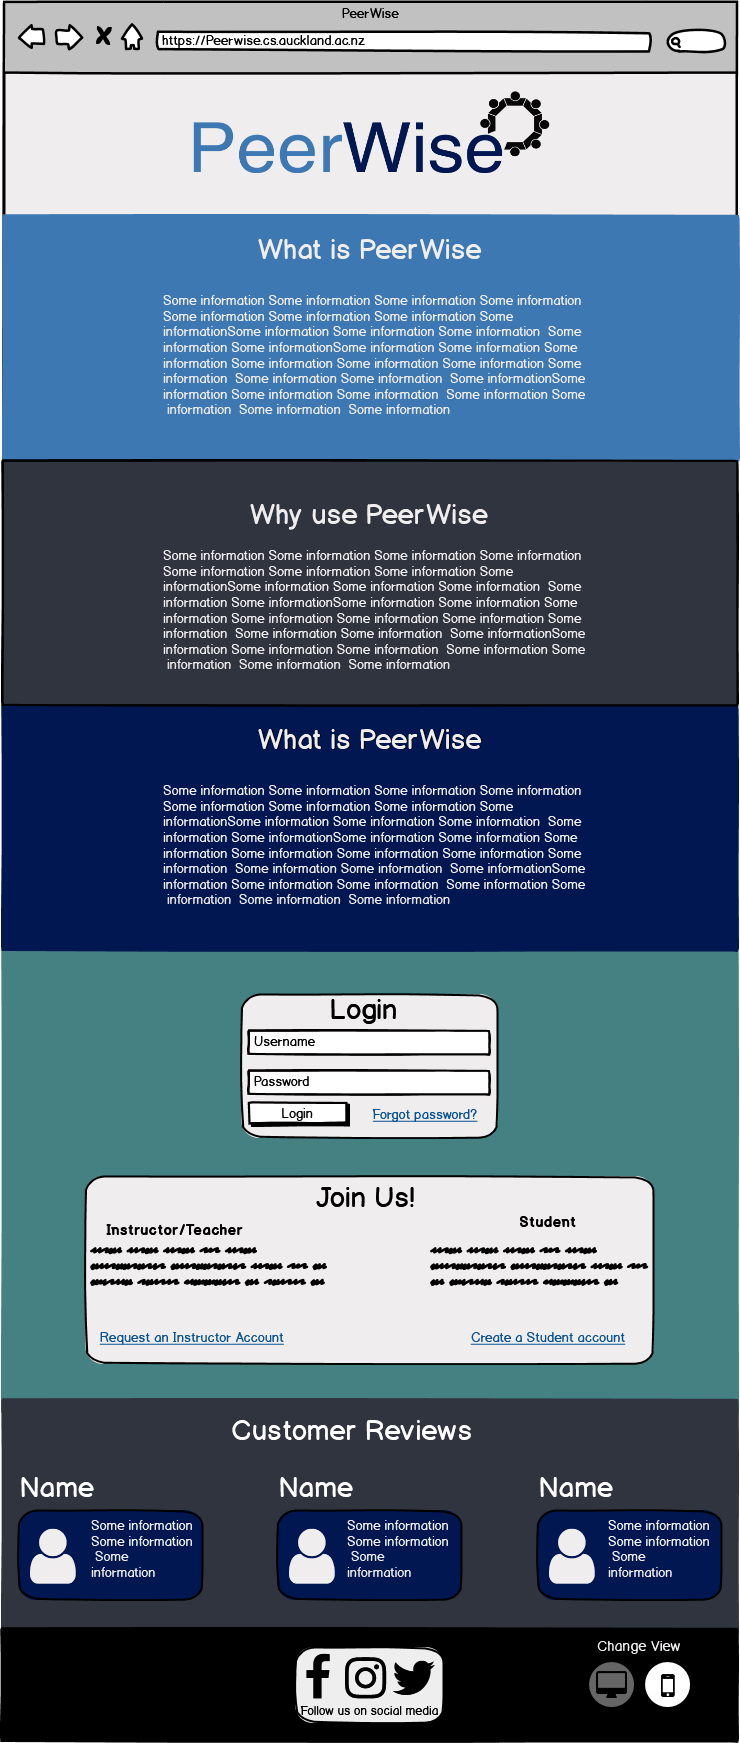 PeerWise
https://Peerwise.cs.auckland.ac.nz
PeerWise
What is PeerWise
Some information Some information Some information Some information
Some information Some information Some information Some
informationSome information Some information Some information  Some
information Some informationSome information Some information Some
information Some information Some information Some information Some
information  Some information Some information  Some informationSome
information Some information Some information  Some information Some
information  Some information  Some information
Why use PeerWise
Some information Some information Some information Some information
Some information Some information Some information Some
informationSome information Some information Some information  Some
information Some informationSome information Some information Some
information Some information Some information Some information Some
information  Some information Some information  Some informationSome
information Some information Some information  Some information Some
information  Some information  Some information
What is PeerWise
Some information Some information Some information Some information
Some information Some information Some information Some
informationSome information Some information Some information  Some
information Some informationSome information Some information Some
information Some information Some information Some information Some
information  Some information Some information  Some informationSome
information Some information Some information  Some information Some
information  Some information  Some information
Login
Username
Password
Login
Forgot password?
Join Us!
Instructor/Teacher
Student
Request an Instructor Account
Create a Student account
Customer Reviews
Name
Some information
Some information
Some
information
Name
Some information
Some information
Some
information
Name
Some information
Some information
Some
information
Follow us on social media
Change View